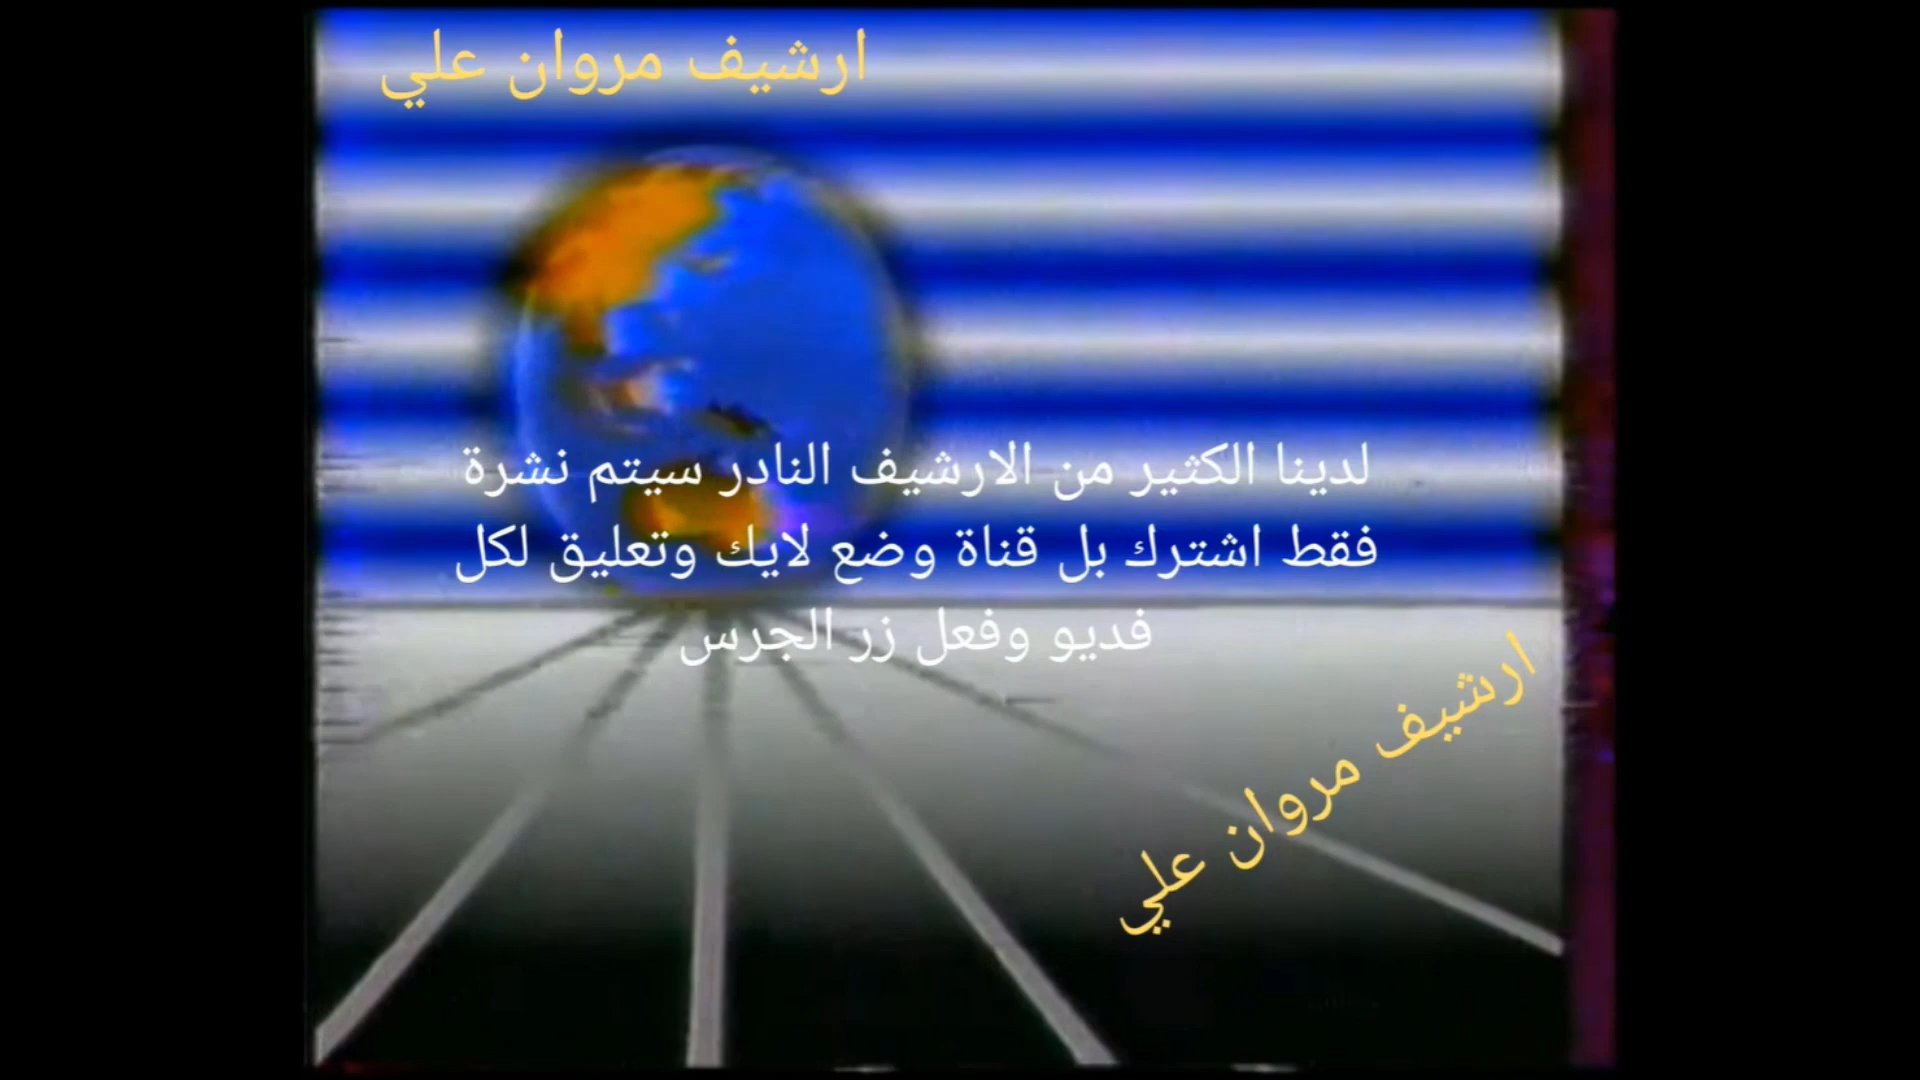 ارشيف مروان علي
لدينا الكثير من الارشيف النادر سيتم نشرة
فقط اشترك بل قناة وضع لايك وتعليق لكل
فديو وفعل زر الجرس
ارشيف مروان علي